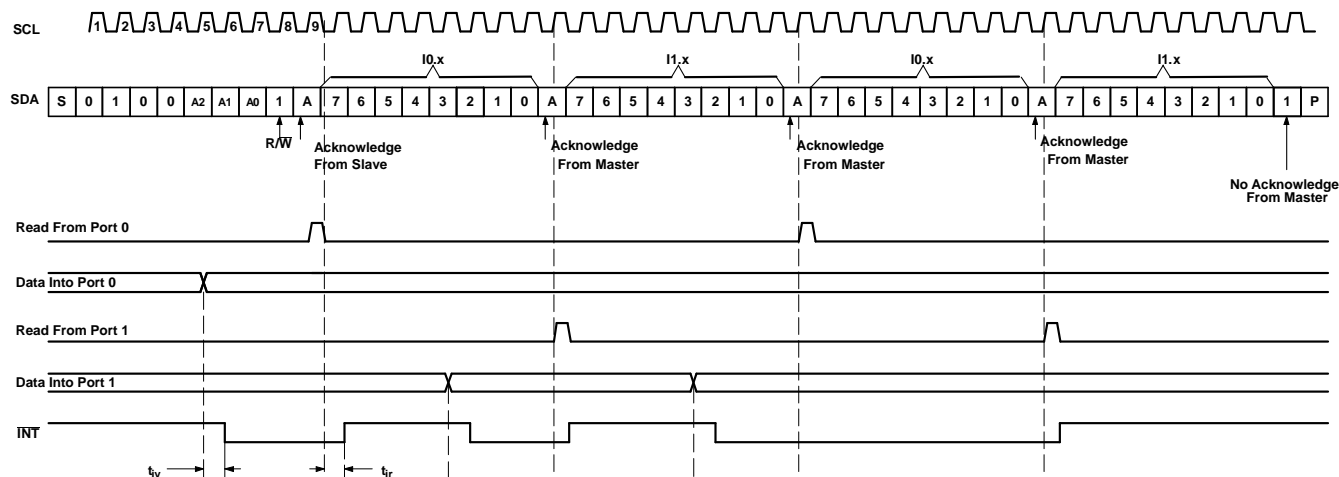 SCL 1 2 3 4 5 6 7 8 9
I0.x I1.x I0.x I1.x
SDA S 0 1 0 0 A2 A1 A0 1 A 7 6 5 4 3 2 1 0 A 7 6 5 4 3 2 1 0 A 7 6 5 4 3 2 1 0 A 7 6 5 4 3 2 1 0 1 P
R/W̅
Acknowledge
From Slave
Acknowledge
From Master
Acknowledge
From Master
Acknowledge
From Master
No Acknowledge
From Master
Read From Port 0
Data Into Port 0
Read From Port 1
Data Into Port 1
I̅N̅T̅
tiv tir